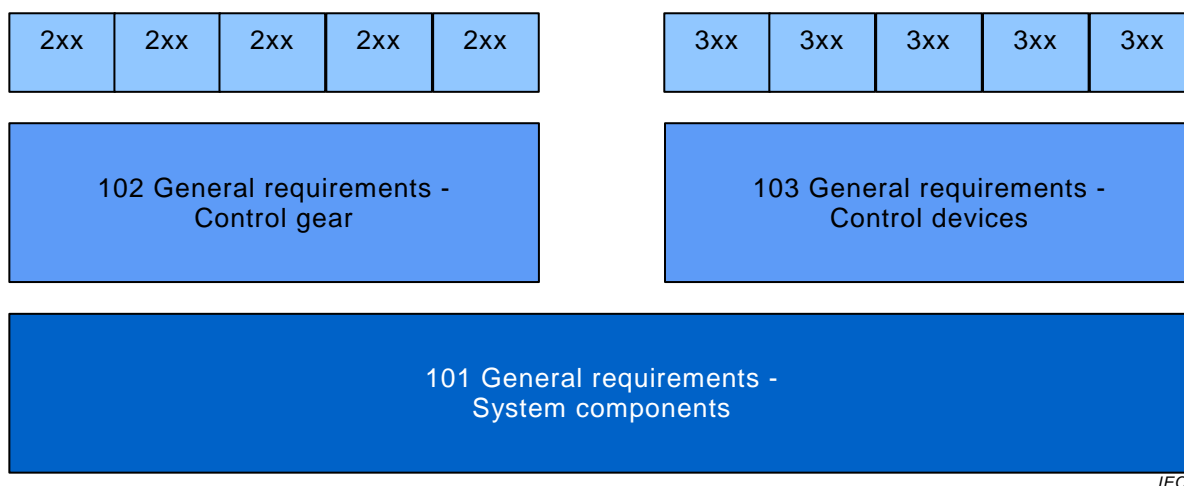 2xx 2xx 2xx 2xx 2xx 3xx 3xx 3xx 3xx 3xx
102 General requirements -
Control gear
103 General requirements -
Control devices
101 General requirements -
System components
IEC